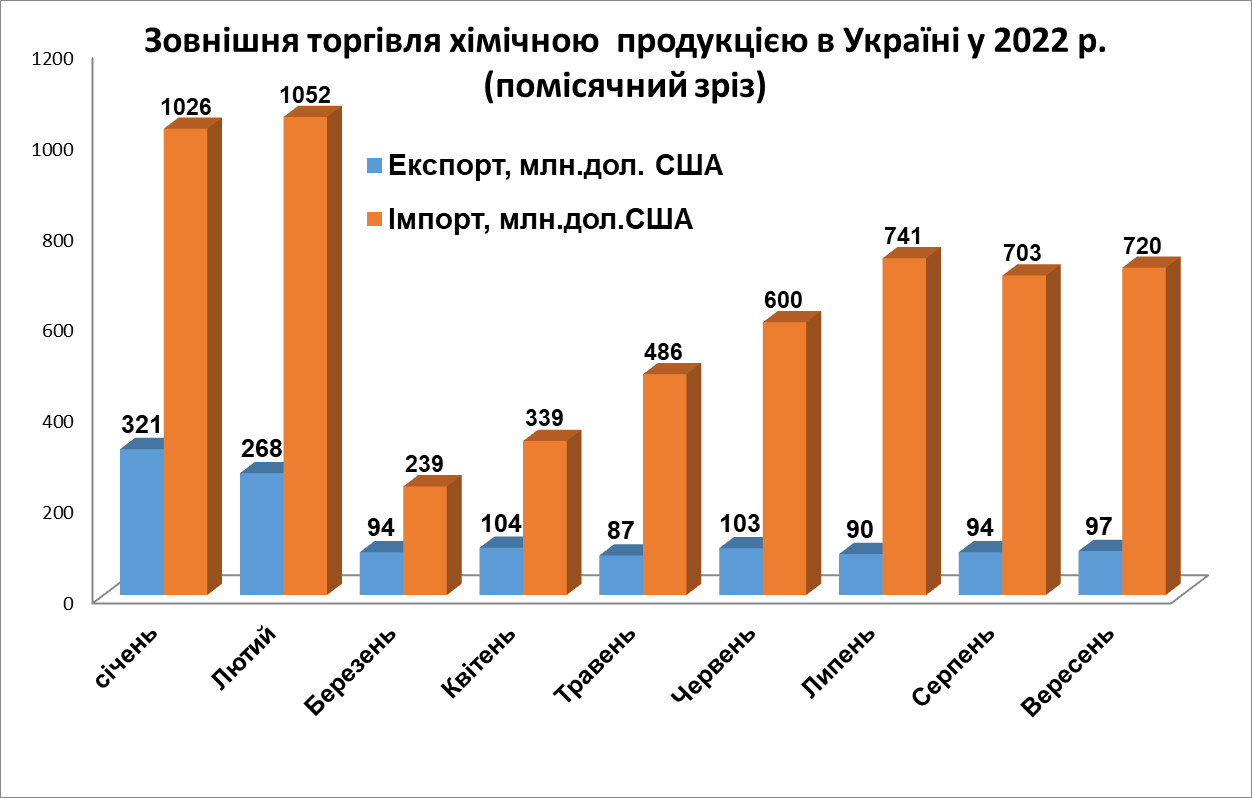 Зовнішня торгівля хімічною  продукцією в Україні у 2022 р.
(помісячний зріз)
Експорт, млн.дол. США
Імпорт, млн.дол.США
1200
1000
800
600
400
200
0
321
1026
268
1052
94
239
104
339
87
486
103
600
90
741
94
703
97
720
січень
Лютий
Березень
Квітень
Травень
Червень
Липень
Серпень
Вересень